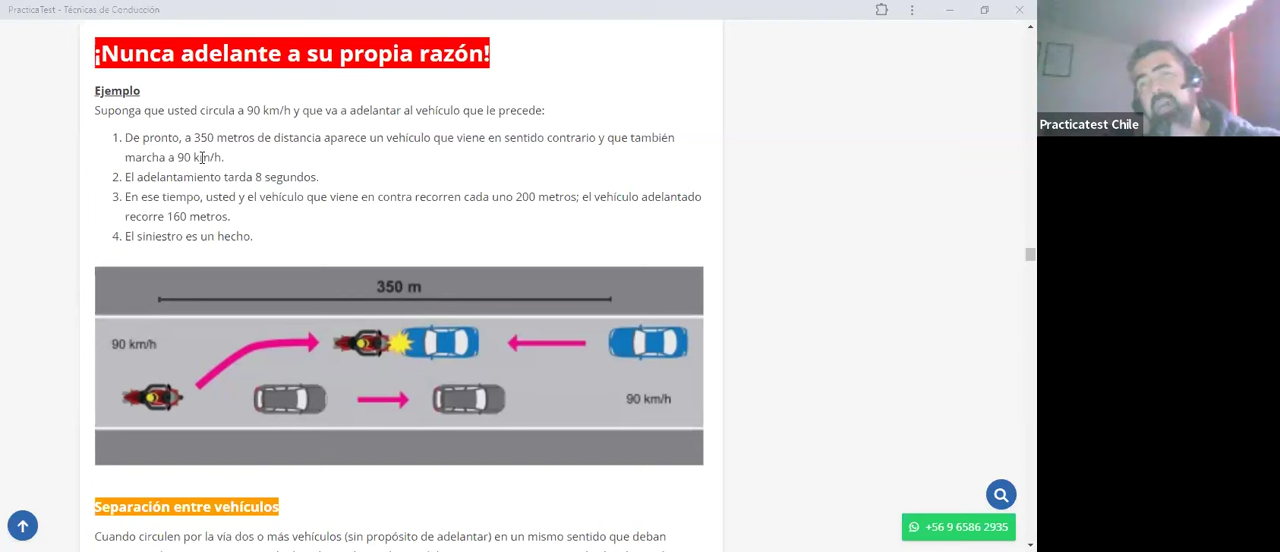 PracticaTest - Técnicas de Conducción
¡Nunca adelante a su propia razón!
Ejemplo
Suponga que usted circula a 90 km/h y que va a adelantar al vehículo que le precede:
1. De pronto, a 350 metros de distancia aparece un vehículo que viene en sentido contrario y que también
marcha a 90 km/h.
2. El adelantamiento tarda 8 segundos.
3. En ese tiempo, usted y el vehículo que viene en contra recorren cada uno 200 metros; el vehículo adelantado
recorre 160 metros.
4. El siniestro es un hecho.
350 m
90 km/h
90 km/h
Separación entre vehículos
Cuando circulen por la vía dos o más vehículos (sin propósito de adelantar) en un mismo sentido que deban
+56 9 6586 2935
Practicatest Chile